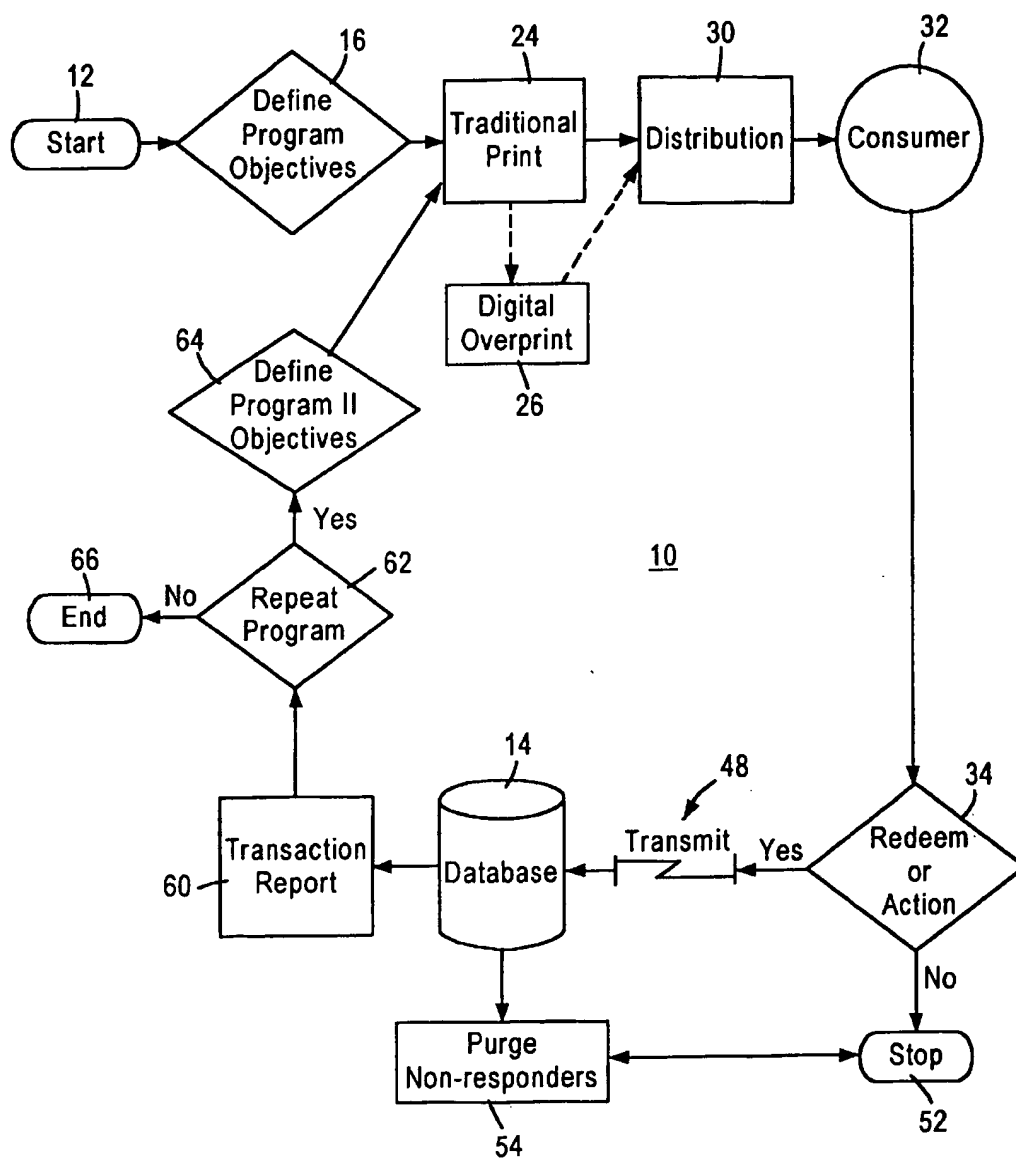 12
Start
16
Define
Program
Objectives
24
Traditional
Print
30
Distribution
32
Consumer
Digital
Overprint
26
64
Define
Program II
Objectives
Yes
62
Repeat
Program
No
66
End
10
14
Database
48
Transmit
Yes
34
Redeem
or
Action
No
Transaction
Report
60
Purge
Non-responders
54
Stop
52